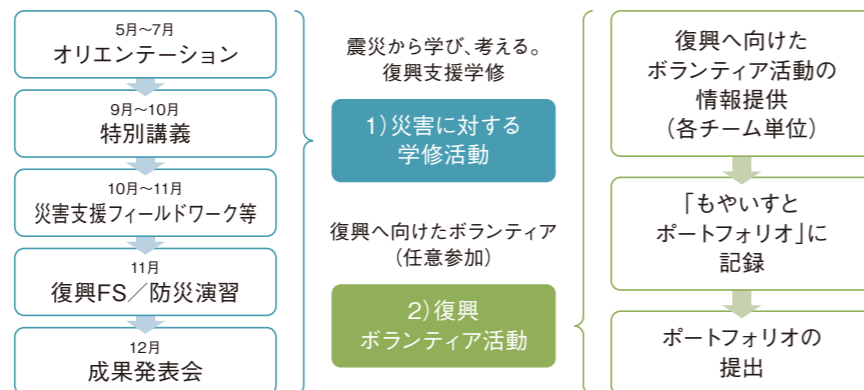 5月～7月
オリエンテーション
9月～10月
特別講義
10月～11月
災害支援フィールドワーク等
11月
復興FS／防災演習
12月
成果発表会
震災から学び、考える。
復興支援学修
1）災害に対する
学修活動
復興へ向けたボランティア
（任意参加）
2）復興
ボランティア活動
復興へ向けた
ボランティア活動の
情報提供
（各チーム単位）
「もやいすと
ポートフォリオ」に
記録
ポートフォリオの
提出